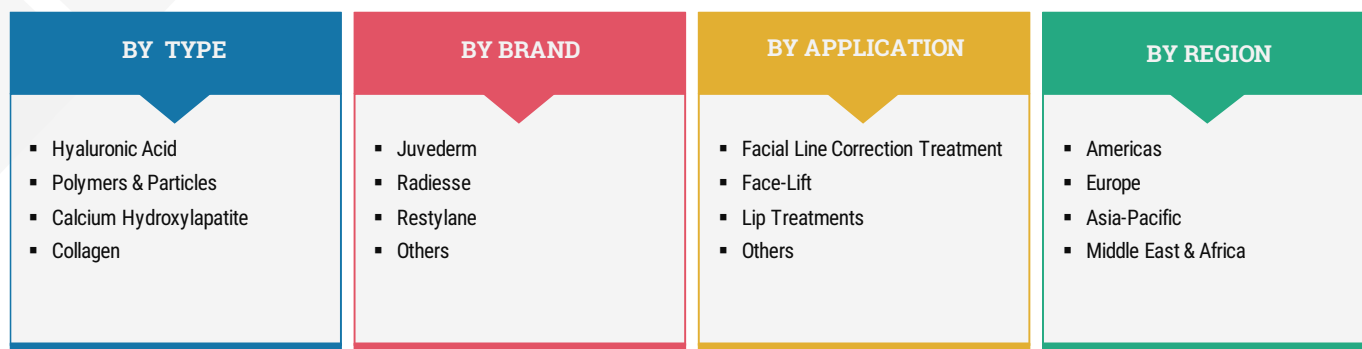 BY TYPE
▪ Hyaluronic Acid
▪ Polymers & Particles
▪ Calcium Hydroxylapatite
▪ Collagen
BY BRAND
▪ Juvederm
▪ Radiesse
▪ Restylane
▪ Others
BY APPLICATION
▪ Facial Line Correction Treatment
▪ Face-Lift
▪ Lip Treatments
▪ Others
BY REGION
▪ Americas
▪ Europe
▪ Asia-Pacific
▪ Middle East & Africa